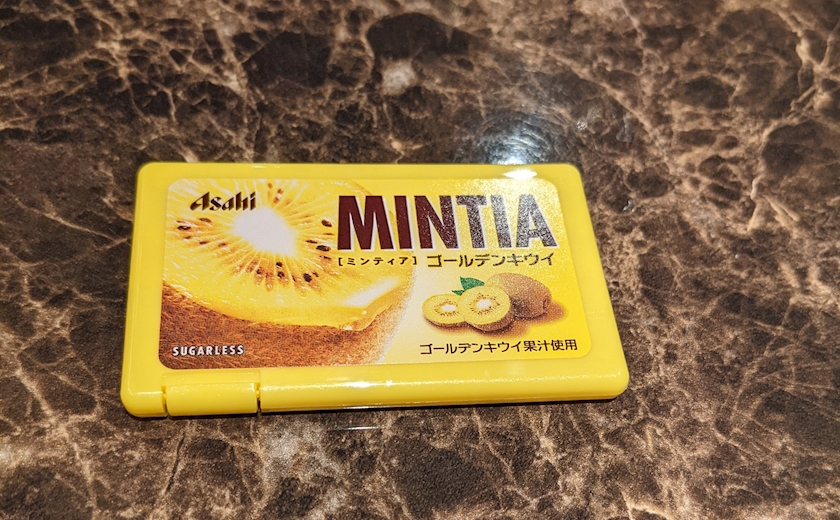 Asahi
MINTIA
[ミンティア] ゴールデンキウイ
SUGARLESS
ゴールデンキウイ果汁使用